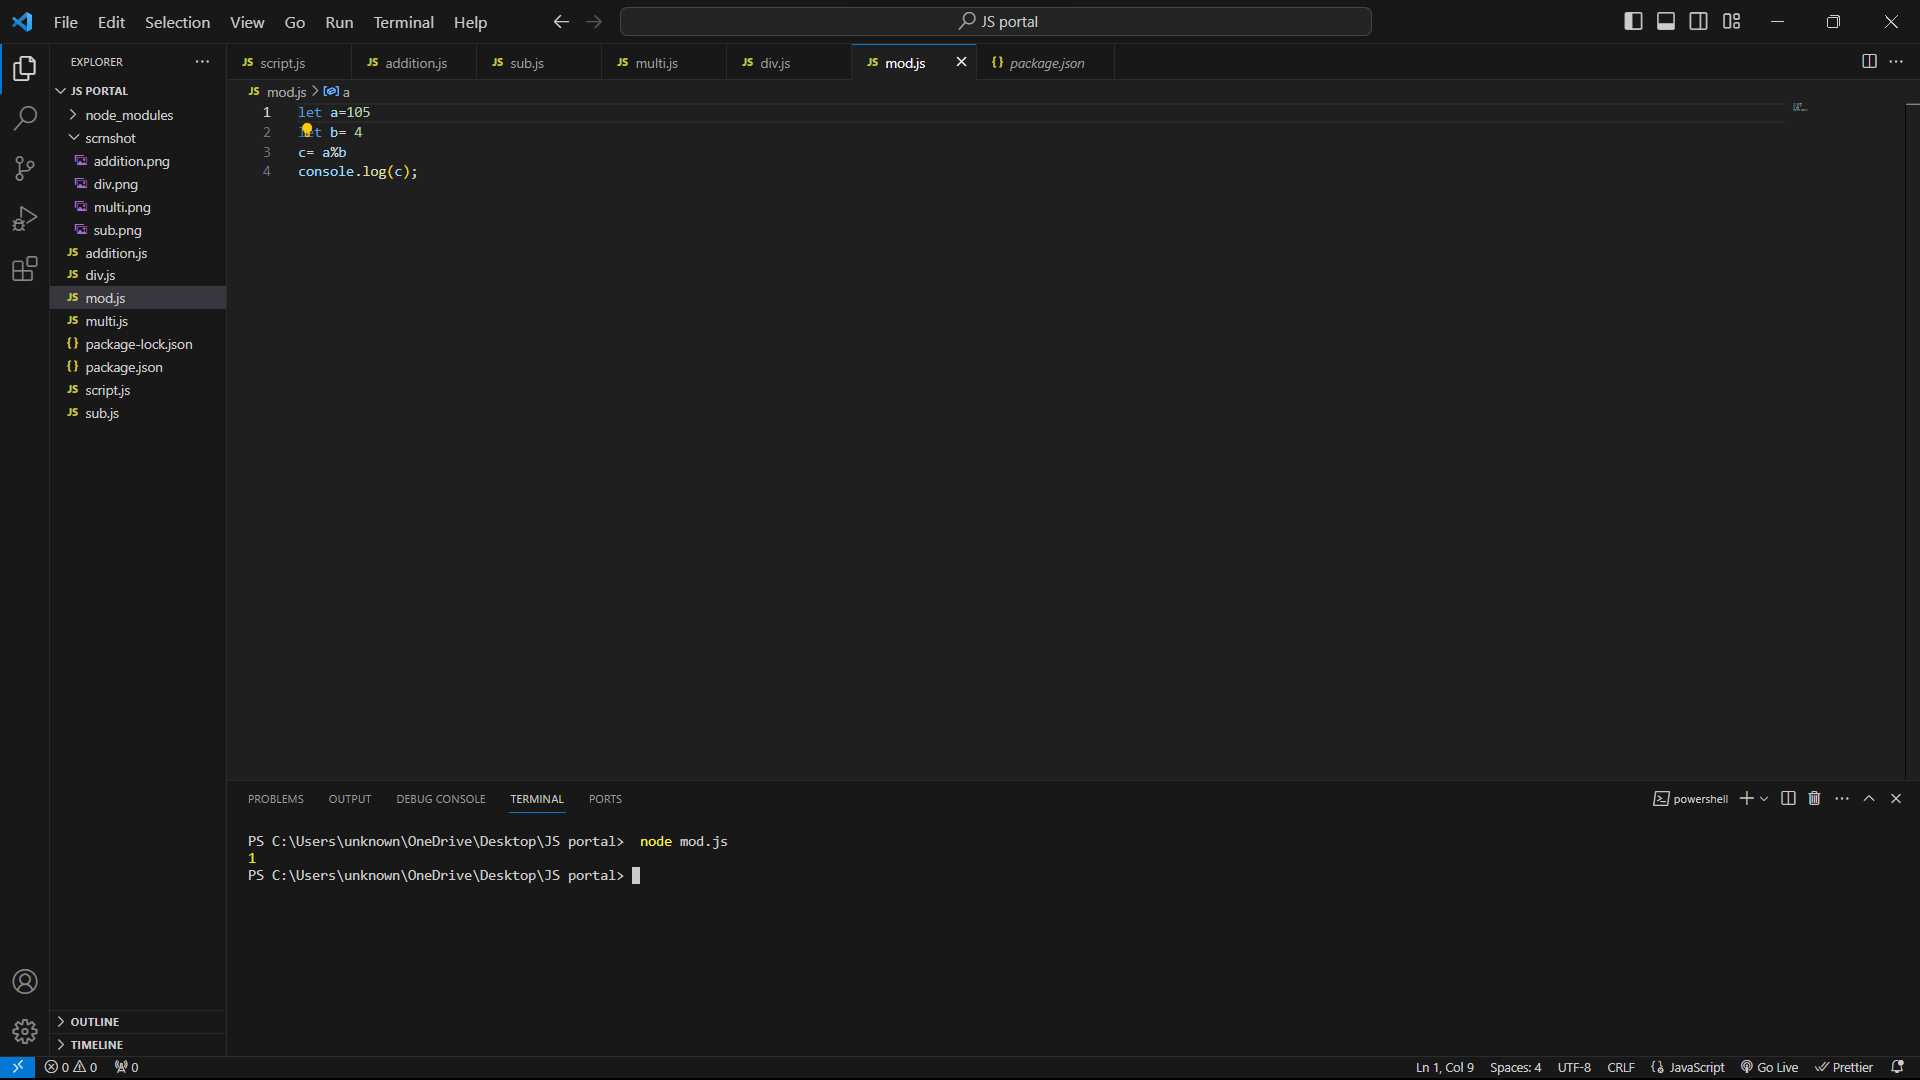 File Edit Selection View Go Run Terminal Help
JS portal
EXPLORER
JS PORTAL
node_modules
scrnshot
addition.png
div.png
multi.png
sub.png
JS addition.js
JS div.js
JS mod.js
JS multi.js
{} package-lock.json
{} package.json
JS script.js
JS sub.js
OUTLINE
TIMELINE
JS script.js JS addition.js JS sub.js JS multi.js JS div.js JS mod.js {} package.json
JS mod.js > a
1 let a=105
2 let b= 4
3 c= a%b
4 console.log(c);
PROBLEMS OUTPUT DEBUG CONSOLE TERMINAL PORTS
powershell
PS C:\Users\unknown\OneDrive\Desktop\JS portal>  node mod.js
1
PS C:\Users\unknown\OneDrive\Desktop\JS portal>
0 0 0 Ln 1, Col 9 Spaces: 4 UTF-8 CRLF {} JavaScript Go Live Prettier